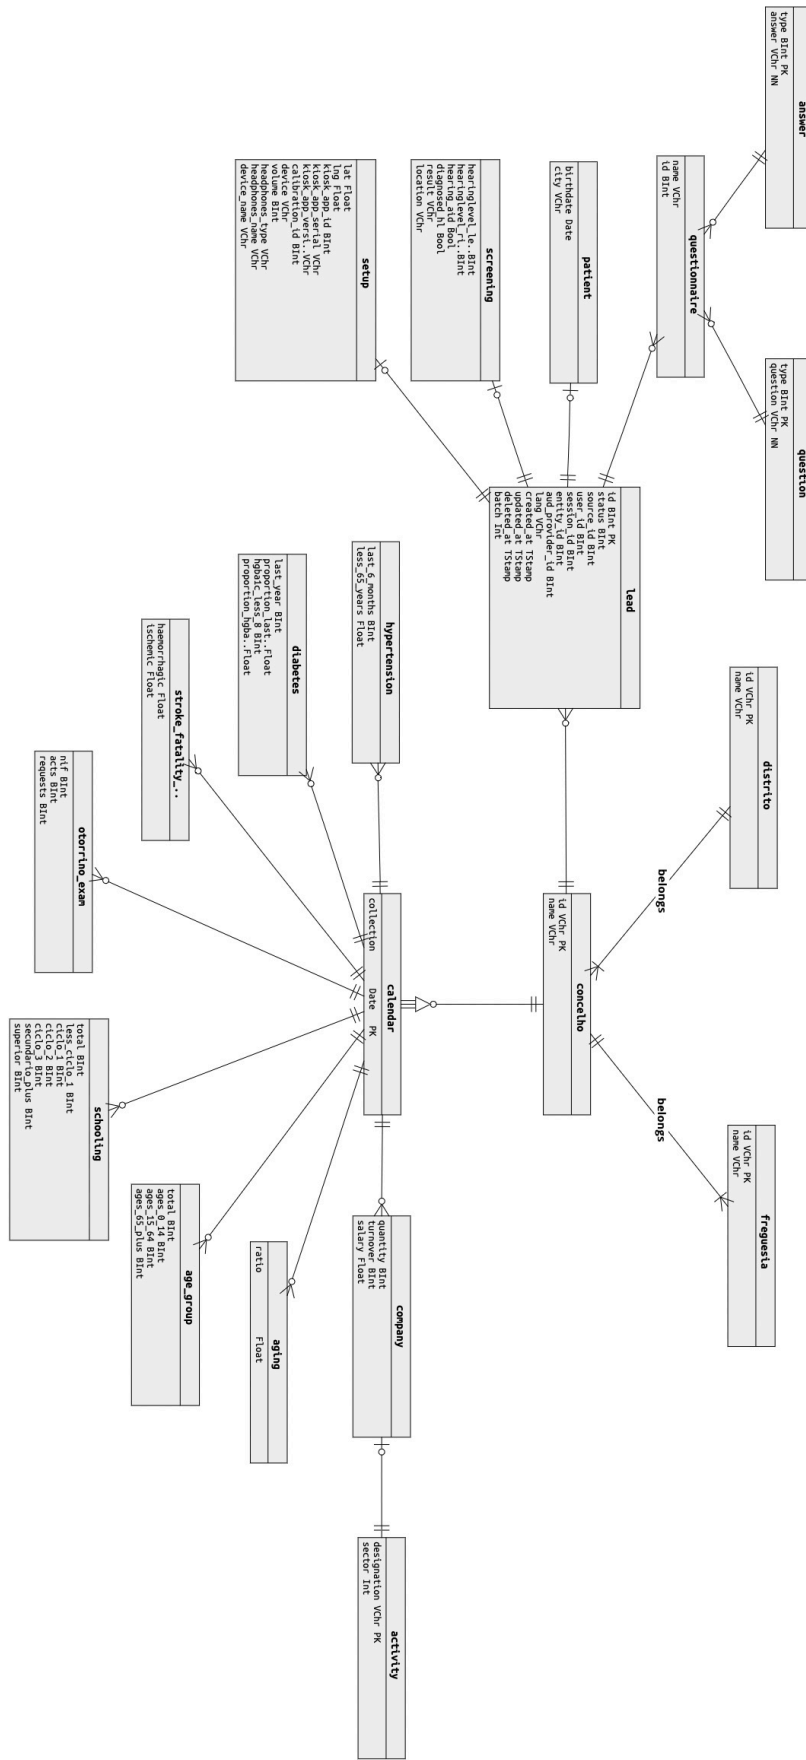 answer
type BInt PK
answer VChr NN
question
type BInt PK
question VChr NN
questionnaire
name VChr
id BInt
patient
birthdate Date
city VChr
screening
hearinglevel_le..BInt
hearinglevel_ri..BInt
hearing_aid Bool
diagnosed_hl Bool
result VChr
location VChr
setup
lat Float
lng Float
kiosk_app_id BInt
kiosk_app_serial VChr
kiosk_app_versi..VChr
calibration_id BInt
device VChr
volume BInt
headphones_type VChr
headphones_name VChr
device_name VChr
lead
id BInt PK
status BInt
source_id BInt
user_id BInt
session_id BInt
entity_id BInt
aud_provider_id BInt
lang VChr
created_at TStamp
updated_at TStamp
deleted_at TStamp
batch Int
distrito
id VChr PK
name VChr
belongs
concelho
id VChr PK
name VChr
belongs
freguesia
id VChr PK
name VChr
hypertension
last_6_months BInt
less_65_years Float
diabetes
last_year BInt
proportion_last..Float
hgba1c_less_8 BInt
proportion_hgba..Float
stroke_fatality_..
haemorrhagic Float
ischemic Float
otorrino_exam
nif BInt
acts BInt
requests BInt
calendar
collection Date PK
schooling
total BInt
less_ciclo_1 BInt
ciclo_1 BInt
ciclo_2 BInt
ciclo_3 BInt
secundario_plus BInt
superior BInt
age_group
total BInt
ages_0_14 BInt
ages_15_64 BInt
ages_65_plus BInt
aging
ratio Float
company
quantity BInt
turnover BInt
salary Float
activity
designation VChr PK
sector Int